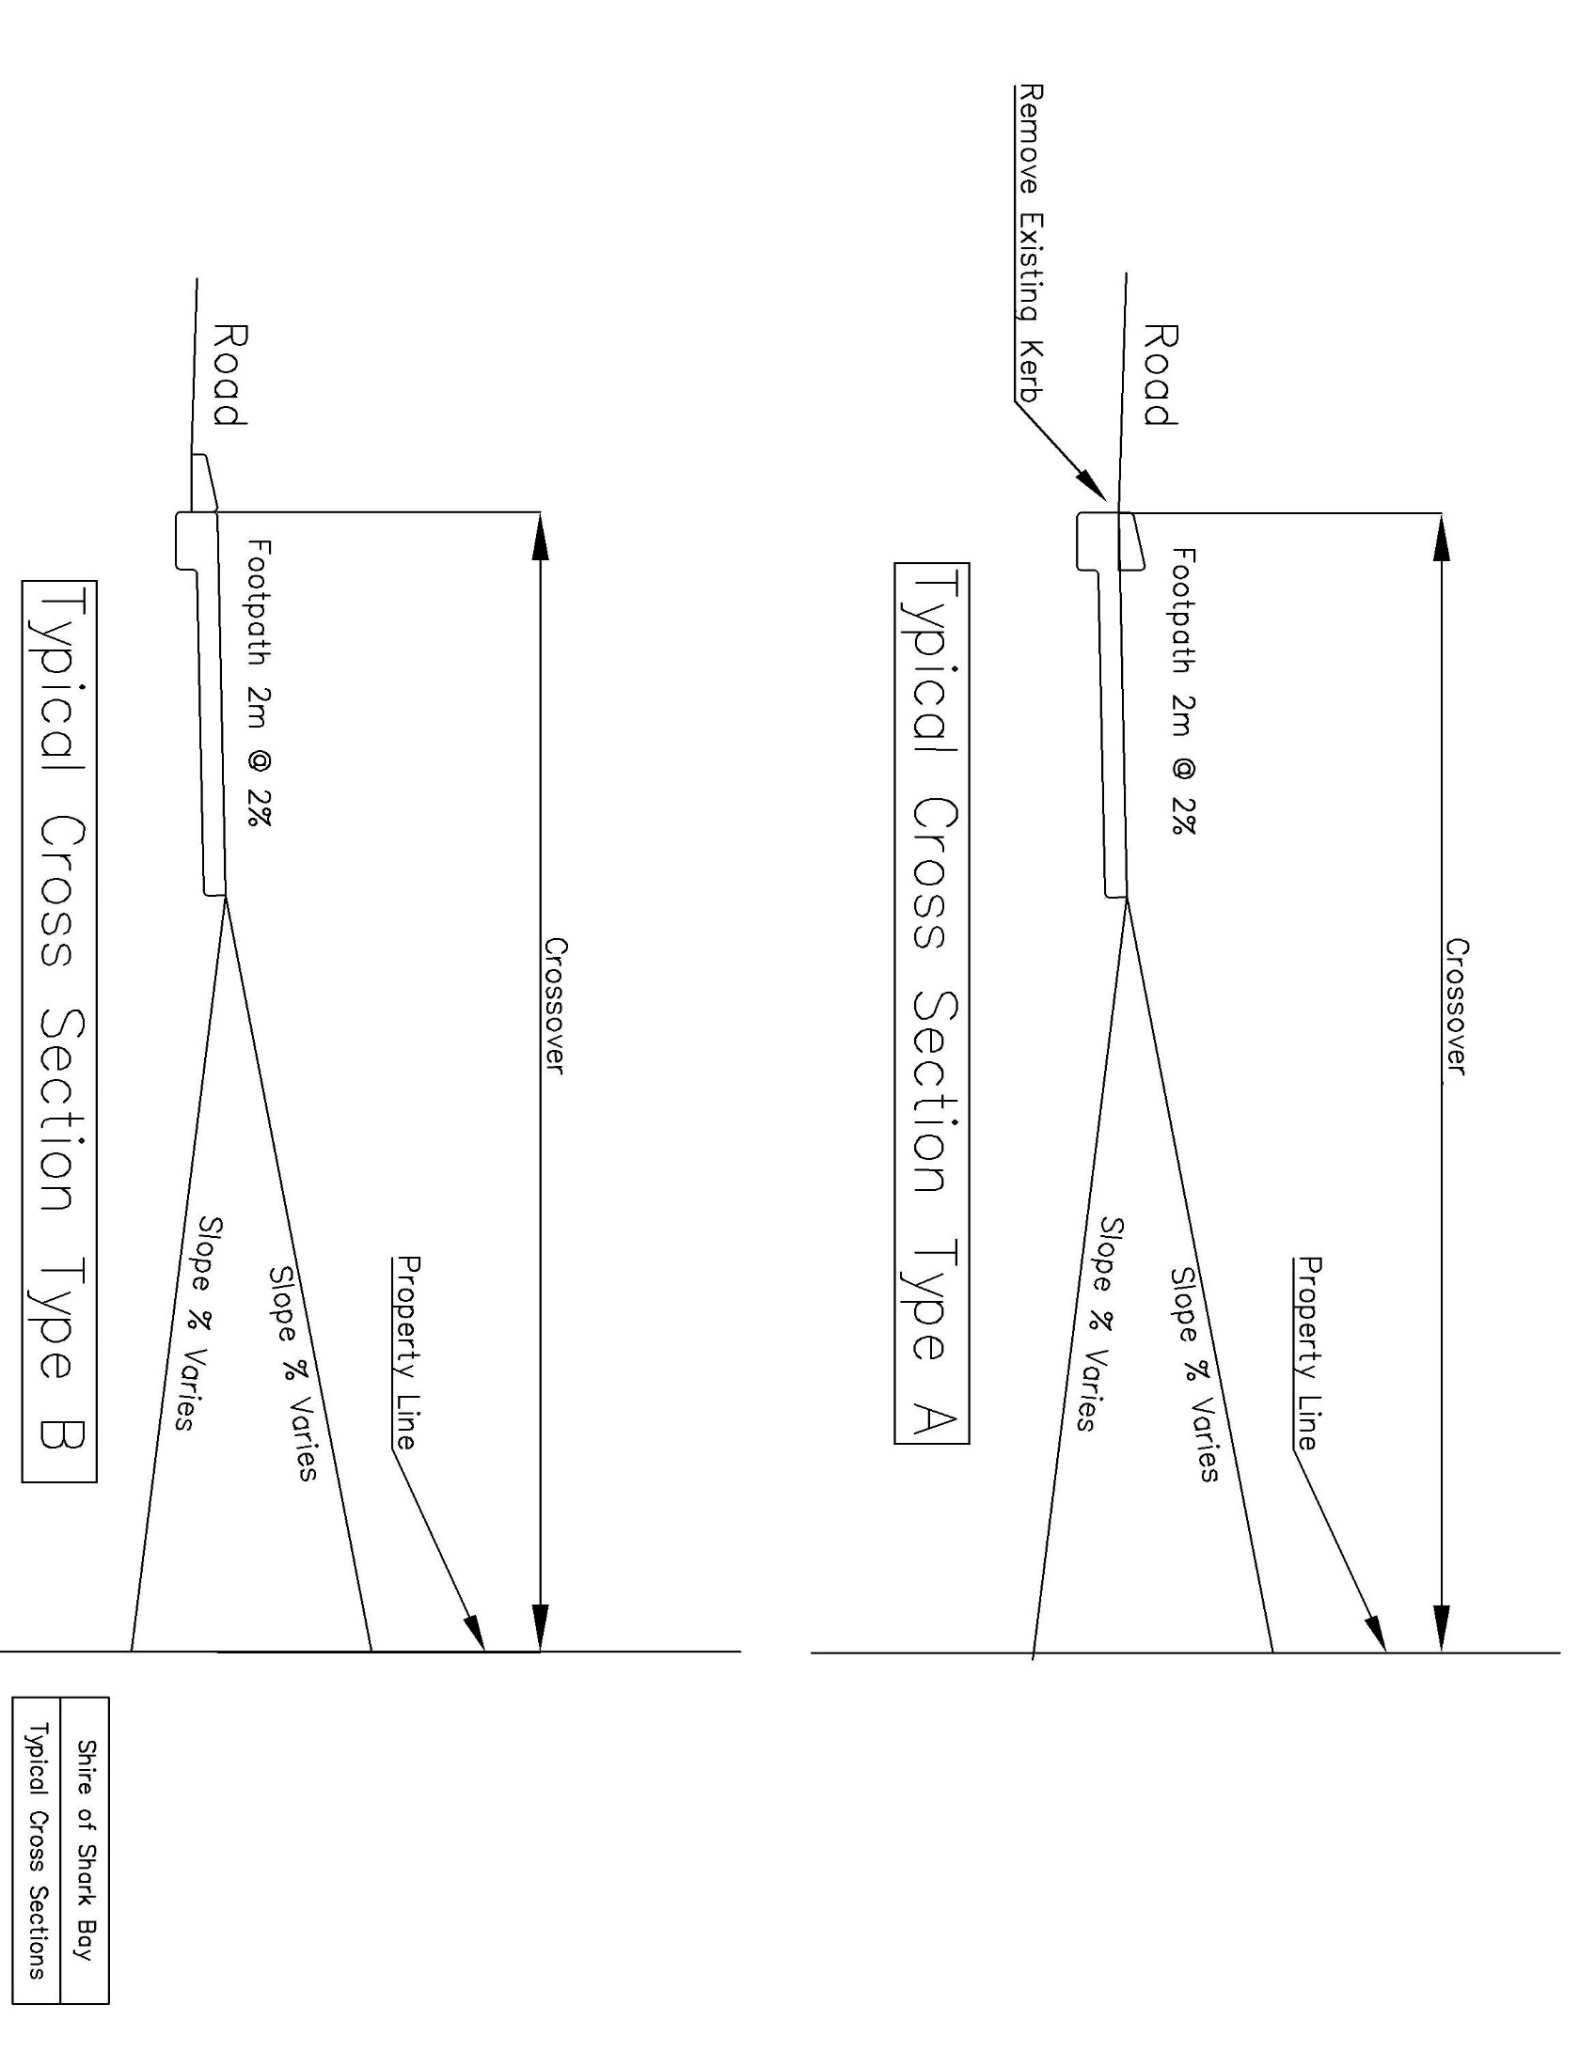 Crossover
Property Line
Road
Footpath 2m @ 2%
Slope % Varies
Slope % Varies
Remove Existing Kerb
Typical Cross Section Type A
Crossover
Property Line
Road
Footpath 2m @ 2%
Slope % Varies
Slope % Varies
Typical Cross Section Type B
Shire of Shark Bay
Typical Cross Sections